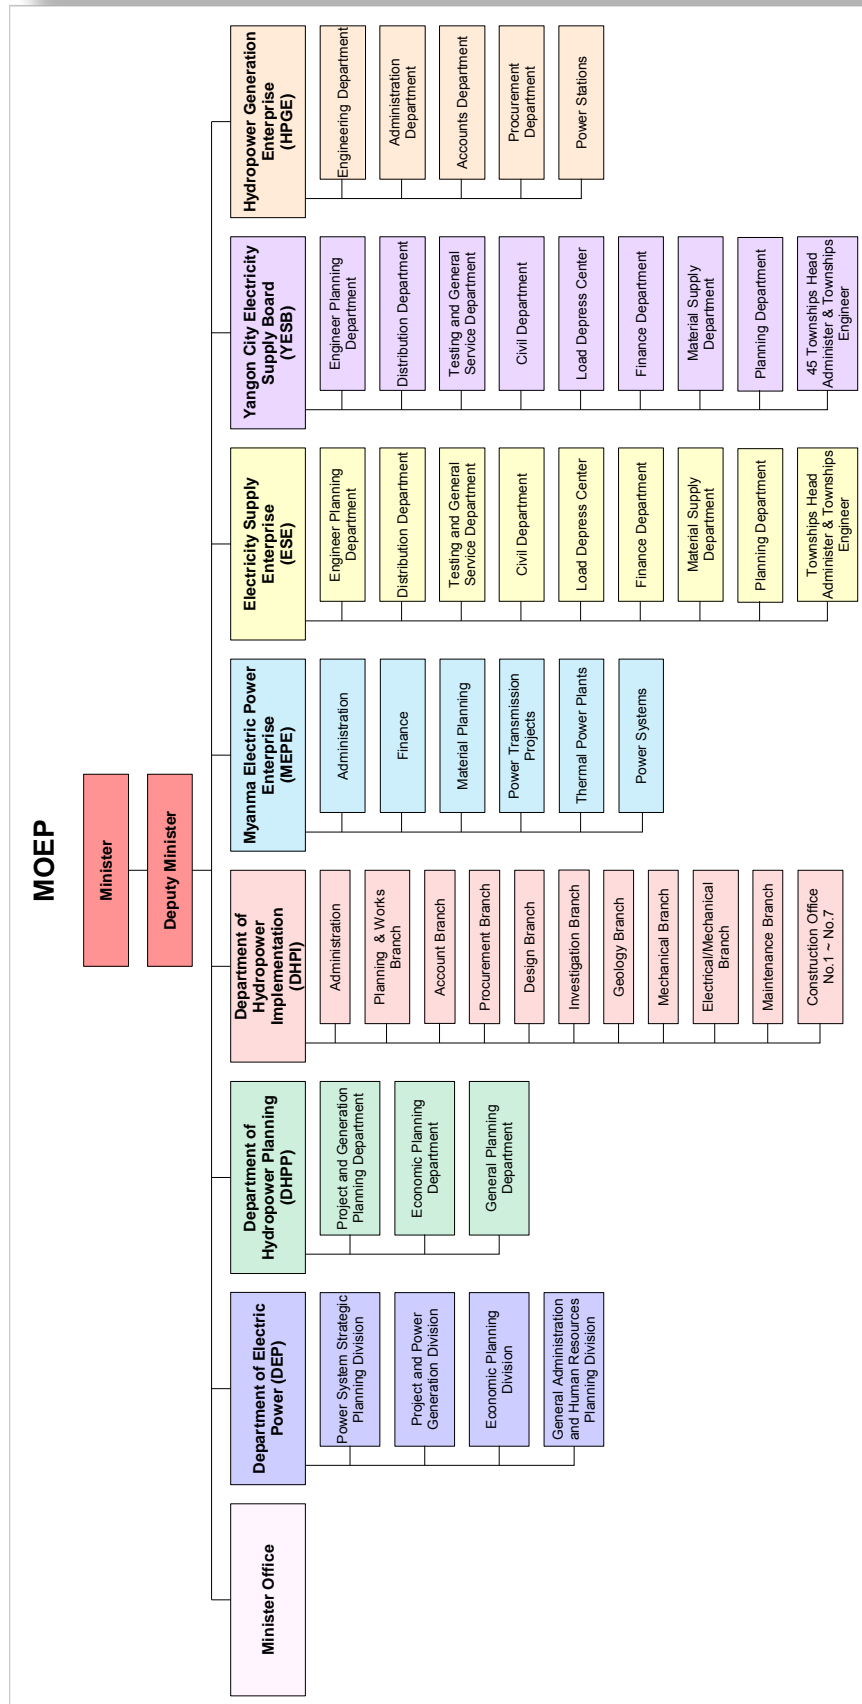 MOEP
Minister
Deputy Minister
Minister Office
Department of Electric
Power (DEP)
Power System Strategic
Planning Division
Project and Power
Generation Division
Economic Planning
Division
General Administration
and Human Resources
Planning Division
Department of
Hydropower Planning
(DHPP)
Project and Generation
Planning Department
Economic Planning
Department
General Planning
Department
Department of
Hydropower
Implementation
(DHPI)
Administration
Planning & Works
Branch
Account Branch
Procurement Branch
Design Branch
Investigation Branch
Geology Branch
Mechanical Branch
Electrical/Mechanical
Branch
Maintenance Branch
Construction Office
No.1 ~ No.7
Myanma Electric Power
Enterprise
(MEPE)
Administration
Finance
Material Planning
Power Transmission
Projects
Thermal Power Plants
Power Systems
Electricity Supply
Enterprise
(ESE)
Engineer Planning
Department
Distribution Department
Testing and General
Service Department
Civil Department
Load Depress Center
Finance Department
Material Supply
Department
Planning Department
Townships Head
Administer & Townships
Engineer
Yangon City Electricity
Supply Board
(YESB)
Engineer Planning
Department
Distribution Department
Testing and General
Service Department
Civil Department
Load Depress Center
Finance Department
Material Supply
Department
Planning Department
45 Townships Head
Administer & Townships
Engineer
Hydropower Generation
Enterprise
(HPGE)
Engineering Department
Administration
Department
Accounts Department
Procurement
Department
Power Stations